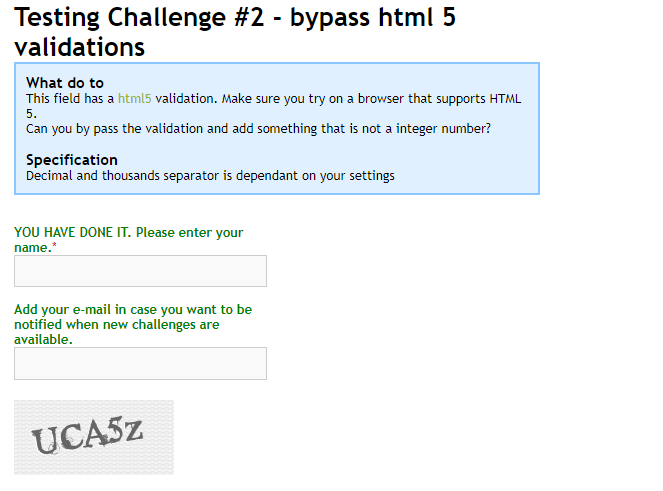 Testing Challenge #2 - bypass html 5
validations
What do to
This field has a html5 validation. Make sure you try on a browser that supports HTML
5.
Can you by pass the validation and add something that is not a integer number?
Specification
Decimal and thousands separator is dependant on your settings
YOU HAVE DONE IT. Please enter your
name.*
Add your e-mail in case you want to be
notified when new challenges are
available.
UCA5z